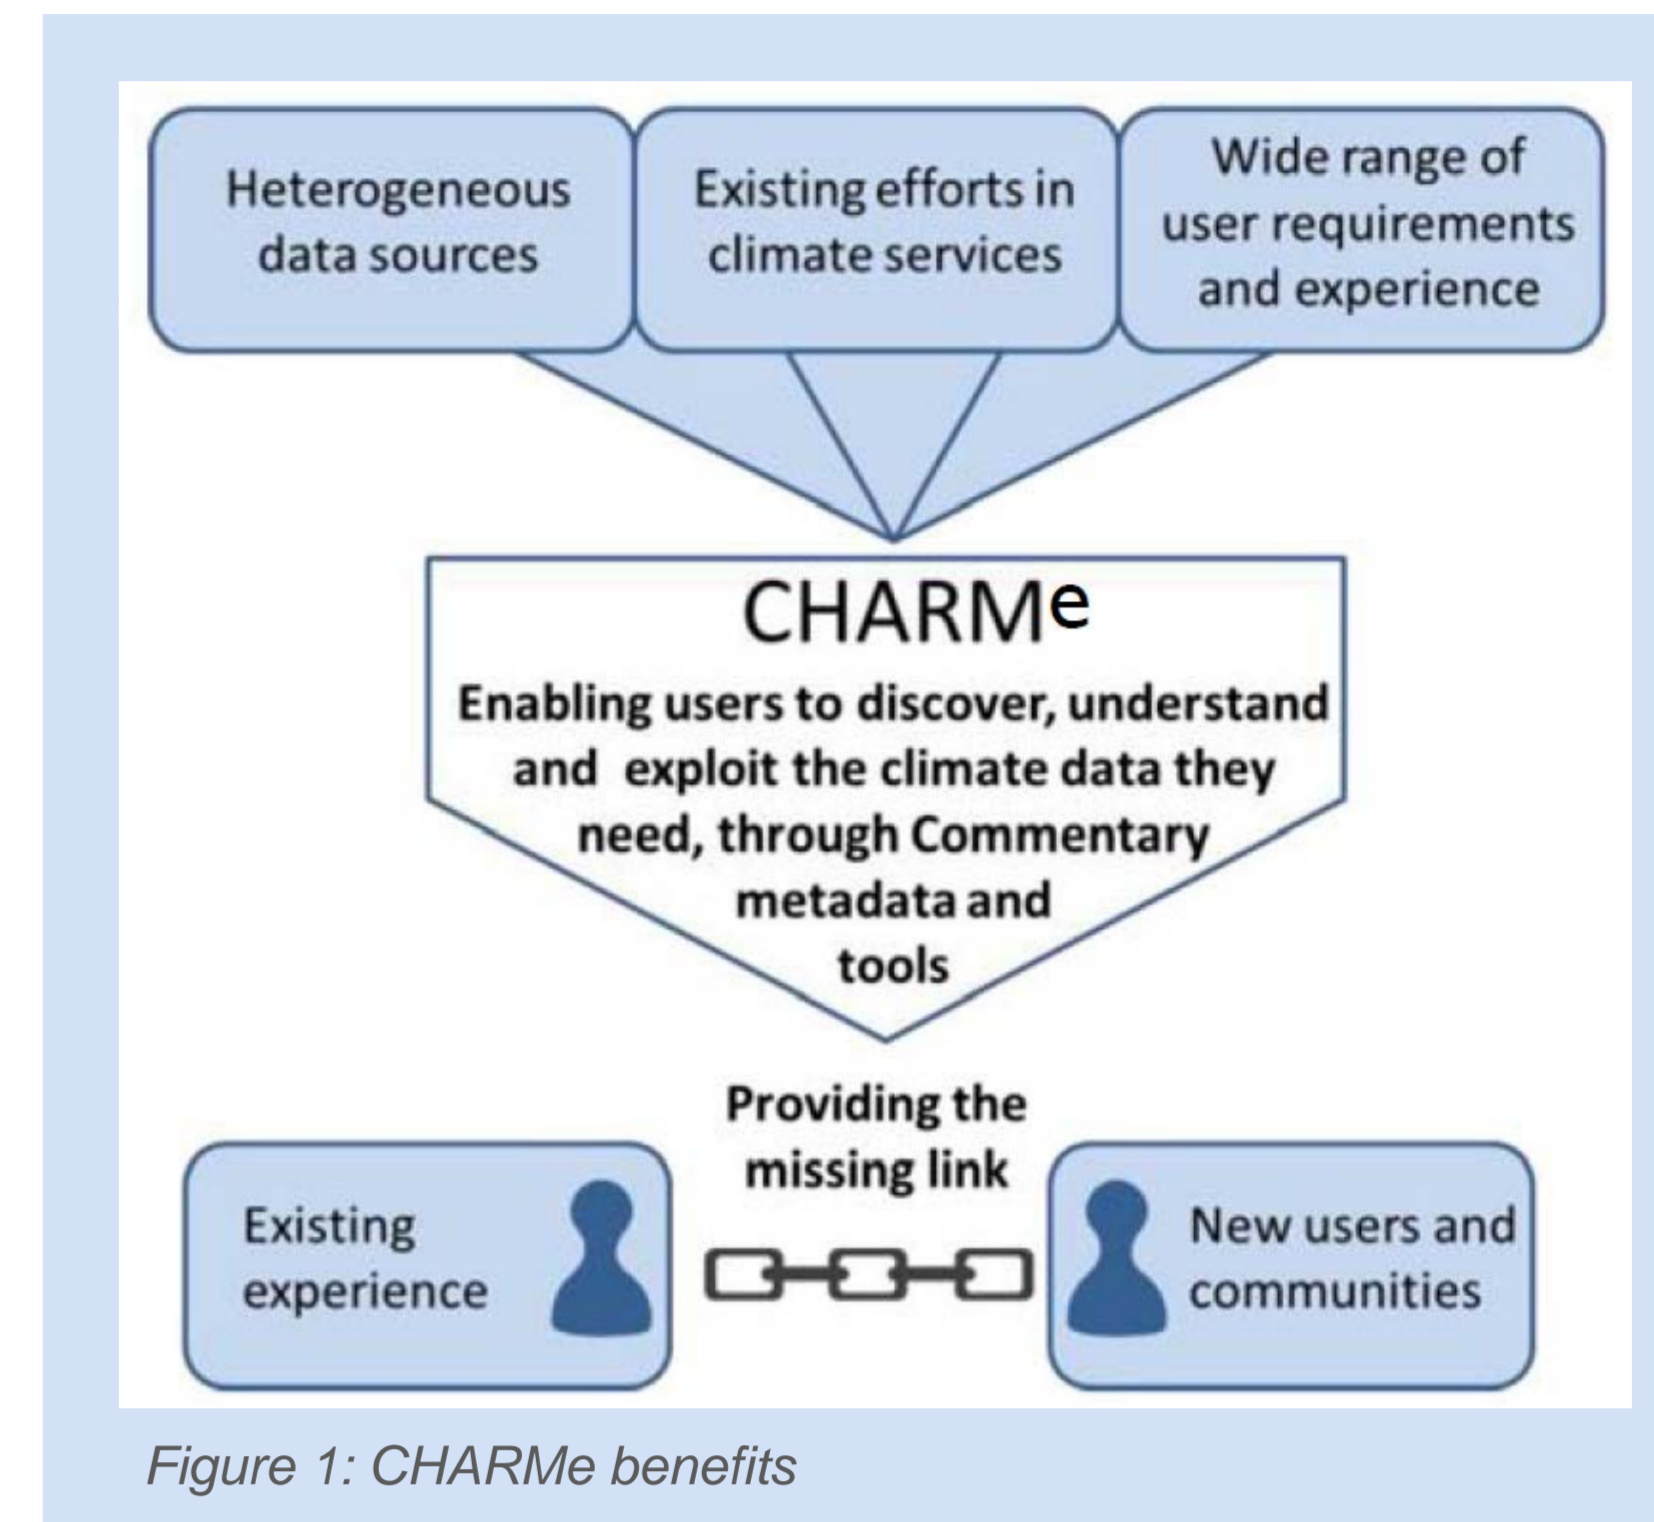 Heterogeneous
data sources
Existing efforts in
climate services
Wide range of
user requirements
and experience
CHARMe
Enabling users to discover, understand
and exploit the climate data they
need, through Commentary
metadata and
tools
Providing the
missing link
Existing
experience
New users and
communities
Figure 1: CHARMe benefits